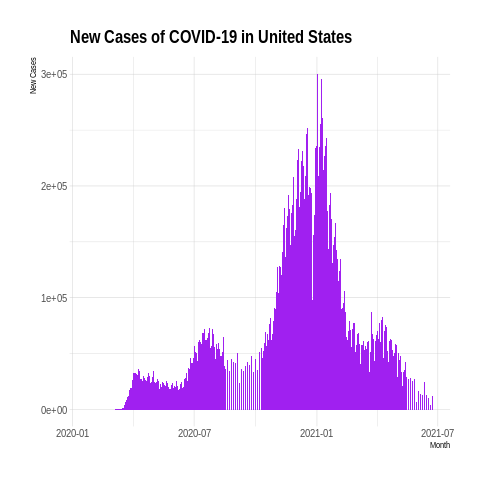 New Cases of COVID-19 in United States
New Cases
3e+05
2e+05
1e+05
0e+00
2020-01
2020-07
2021-01
2021-07
Month